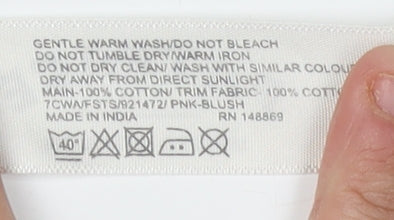 GENTLE WARM WASH/DO NOT BLEACH
DO NOT TUMBLE DRY/WARM IRON
DO NOT DRY CLEAN/ WASH WITH SIMILAR COLOU
DRY AWAY FROM DIRECT SUNLIGHT
MAIN-100% COTTON/ TRIM FABRIC- 100% COTT
7CWA/FSTS/921472/ PNK-BLUSH
MADE IN INDIA RN 148869
40°